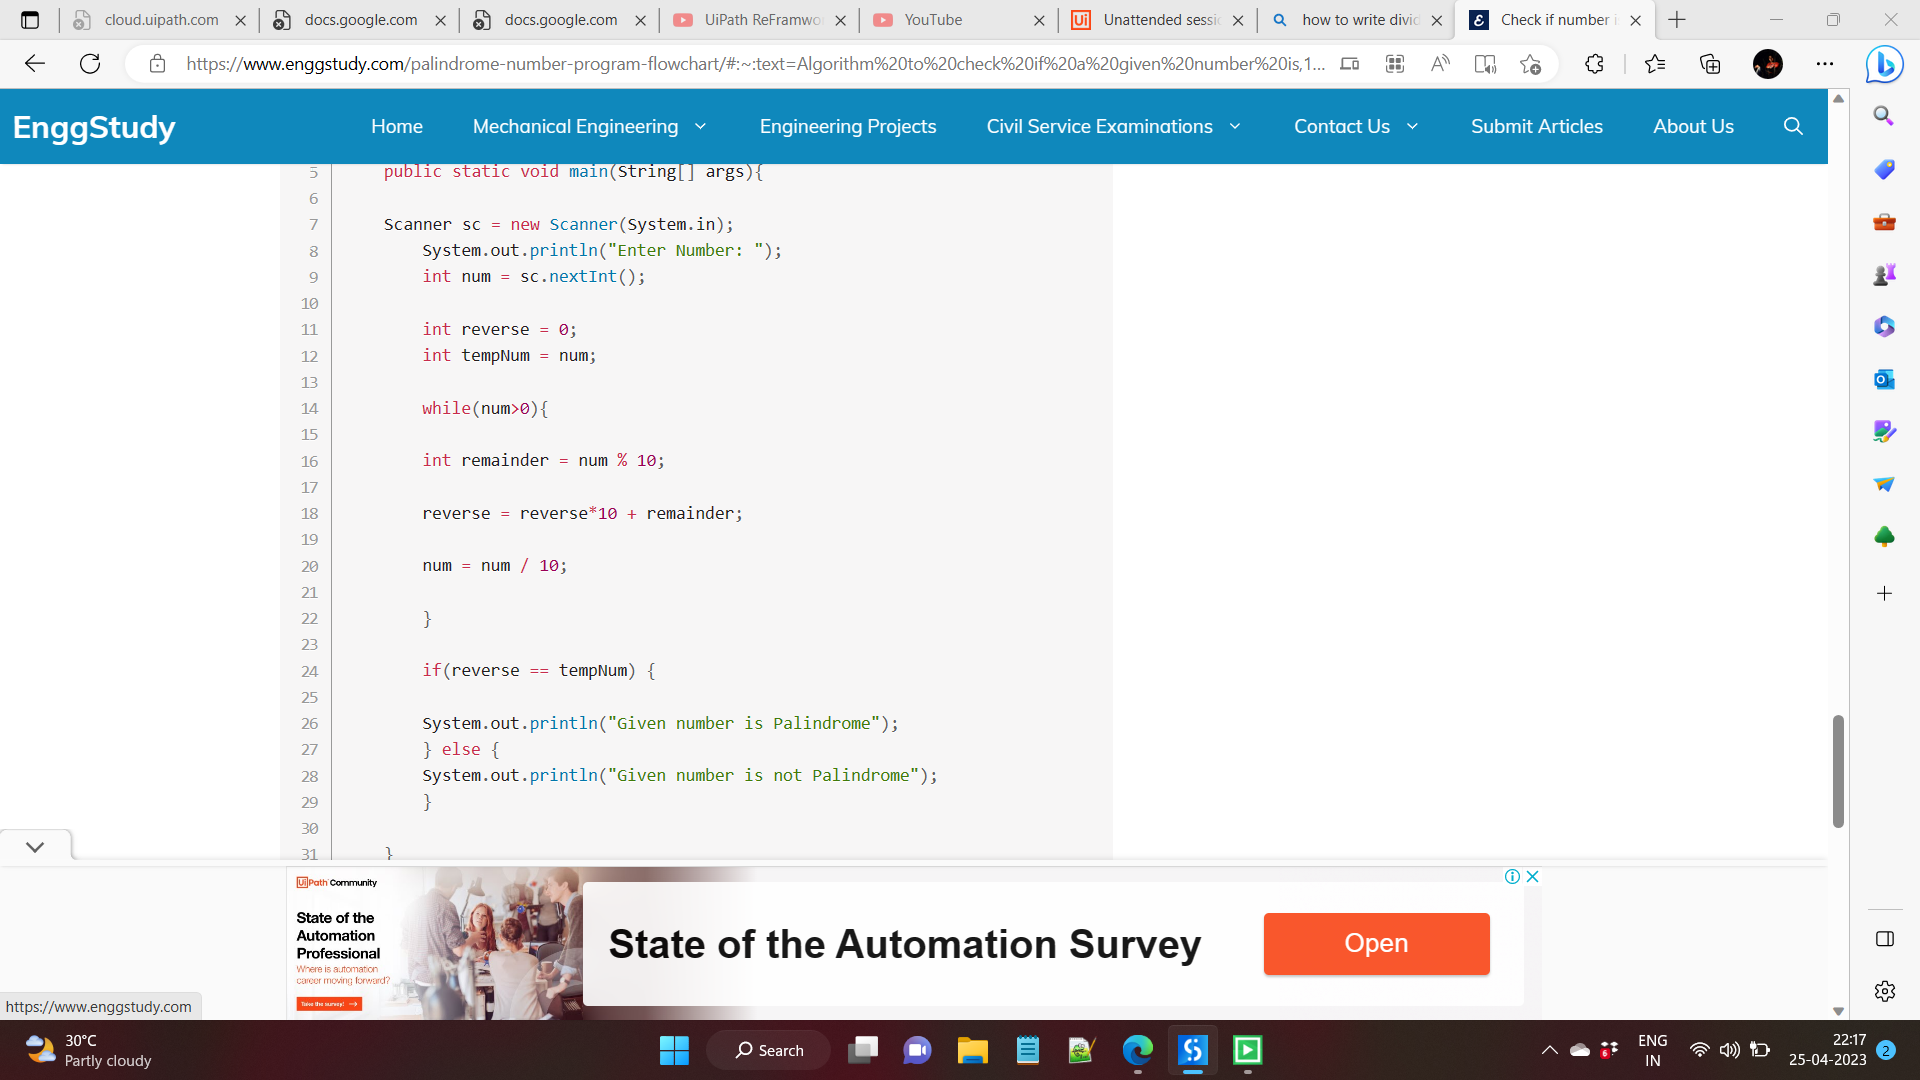 cloud.uipath.com
docs.google.com
docs.google.com
UiPath ReFramwo
YouTube
Unattended sessi
how to write divid
Check if number i
https://www.enggstudy.com/palindrome-number-program-flowchart/#:~:text=Algorithm%20to%20check%20if%20a%20given%20number%20is,1...
EnggStudy
Home
Mechanical Engineering
Engineering Projects
Civil Service Examinations
Contact Us
Submit Articles
About Us
5 public static void main(String[] args){
6
7 Scanner sc = new Scanner(System.in);
8 System.out.println("Enter Number: ");
9 int num = sc.nextInt();
10
11 int reverse = 0;
12 int tempNum = num;
13
14 while(num>0){
15
16 int remainder = num % 10;
17
18 reverse = reverse*10 + remainder;
19
20 num = num / 10;
21
22 }
23
24 if(reverse == tempNum) {
25
26 System.out.println("Given number is Palindrome");
27 } else {
28 System.out.println("Given number is not Palindrome");
29 }
30
31 }
UiPath Community
State of the
Automation
Professional
Where is automation
career moving forward?
Take the survey!
State of the Automation Survey
Open
https://www.enggstudy.com
30°C
Partly cloudy
Search
6
ENG
IN
22:17
25-04-2023
2